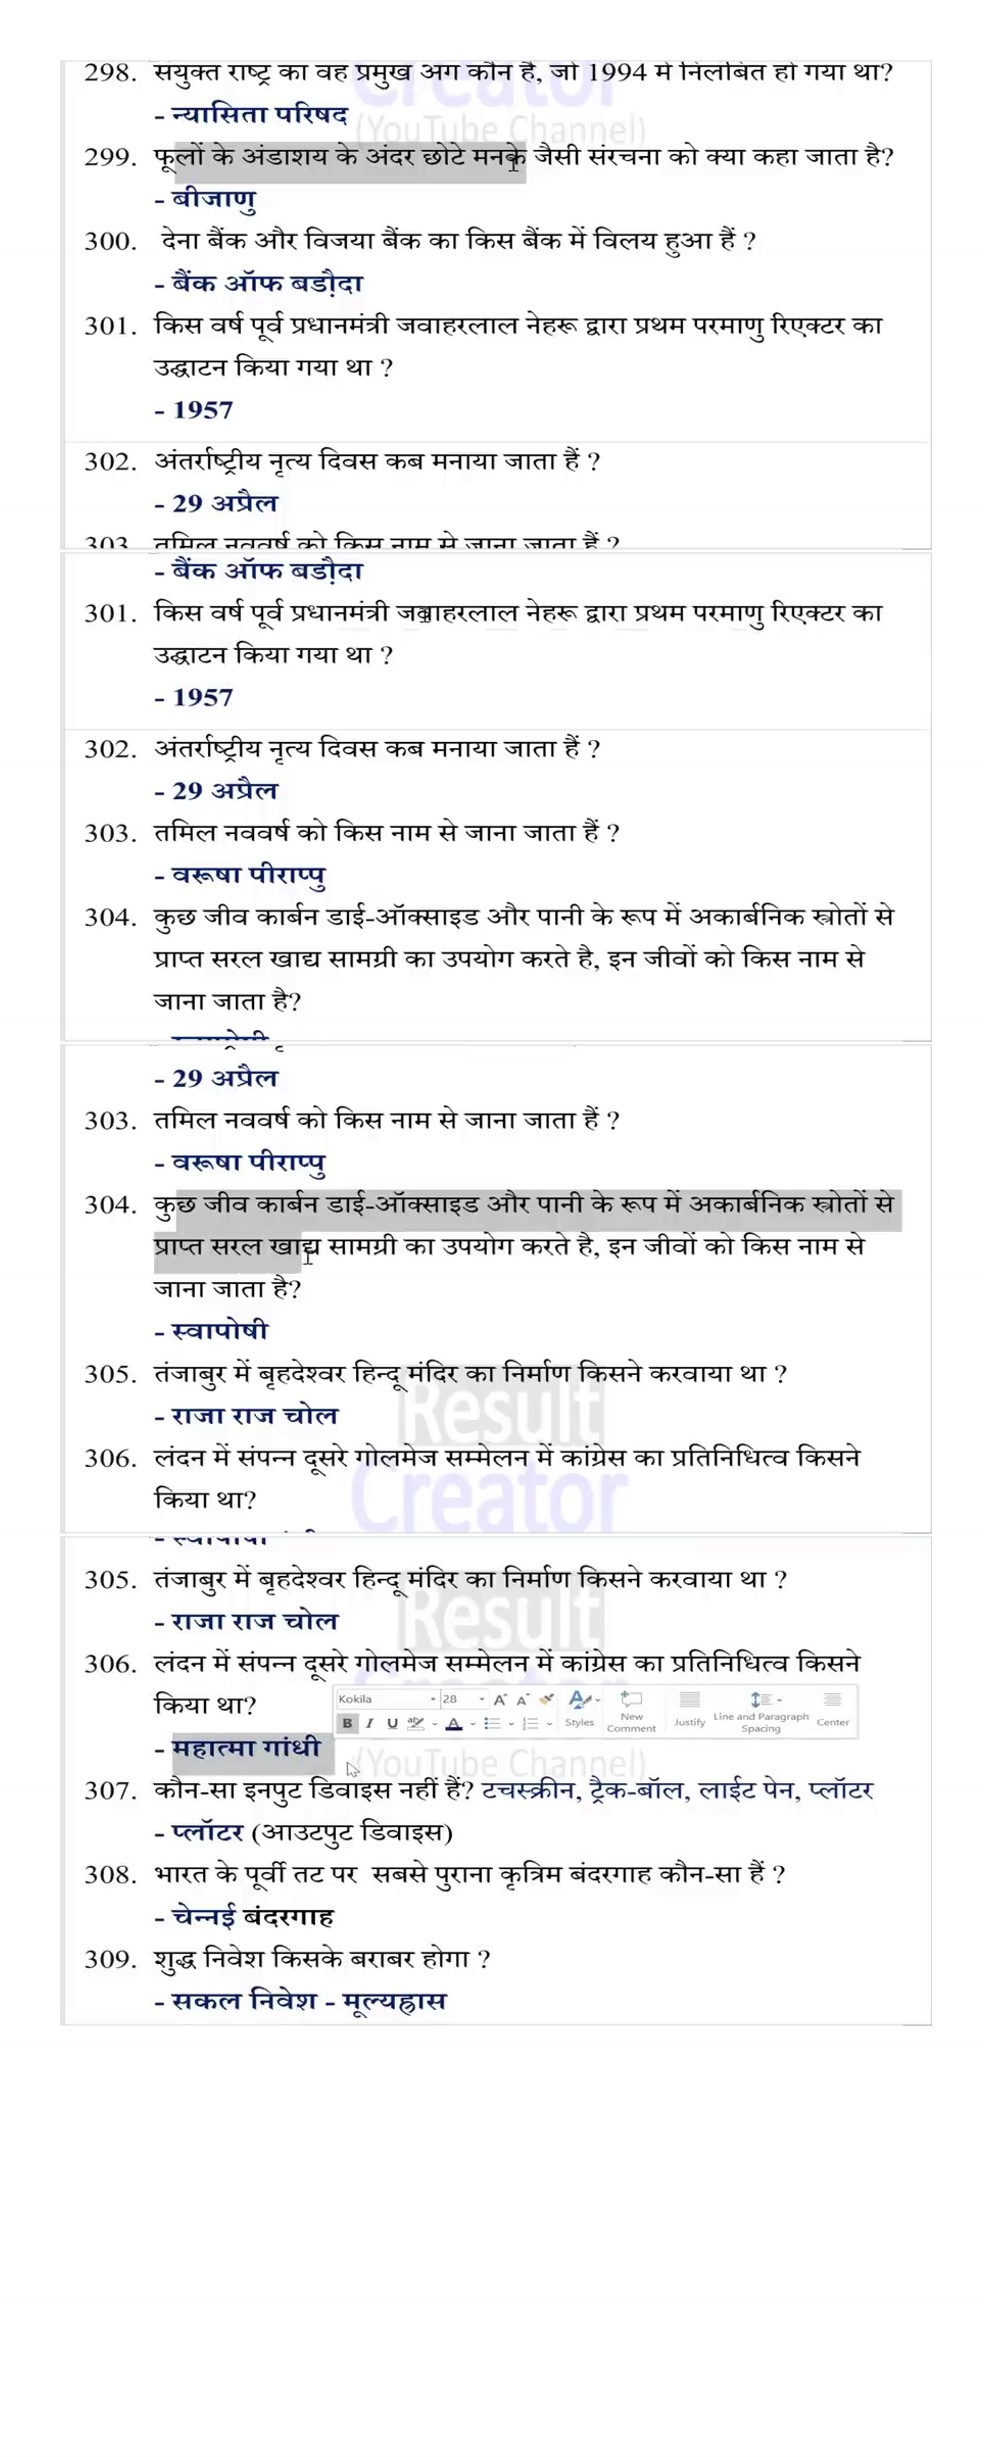 298. संयुक्त राष्ट्र का वह प्रमुख अंग कौन है, जो 1994 में निलंबित हो गया था?
- न्यासिता परिषद
(YouTube Channel)
299. फूलों के अंडाशय के अंदर छोटे मनके जैसी संरचना को क्या कहा जाता है?
- बीजाणु
300. देना बैंक और विजया बैंक का किस बैंक में विलय हुआ हैं ?
- बैंक ऑफ बडा़ैदा
301. किस वर्ष पूर्व प्रधानमंत्री जवाहरलाल नेहरू द्वारा प्रथम परमाणु रिएक्टर का
उद्घाटन किया गया था ?
- 1957
302. अंतर्राष्ट्रीय नृत्य दिवस कब मनाया जाता हैं ?
- 29 अप्रैल
303. तमिल नववर्ष को किस नाम से जाना जाता हैं ?
- बैंक ऑफ बडा़ैदा
301. किस वर्ष पूर्व प्रधानमंत्री जवाहरलाल नेहरू द्वारा प्रथम परमाणु रिएक्टर का
उद्घाटन किया गया था ?
- 1957
302. अंतर्राष्ट्रीय नृत्य दिवस कब मनाया जाता हैं ?
- 29 अप्रैल
303. तमिल नववर्ष को किस नाम से जाना जाता हैं ?
- वरूषा पीराप्पु
304. कुछ जीव कार्बन डाई-ऑक्साइड और पानी के रूप में अकार्बनिक स्त्रोतों से
प्राप्त सरल खाद्य सामग्री का उपयोग करते है, इन जीवों को किस नाम से
जाना जाता है?
- 29 अप्रैल
303. तमिल नववर्ष को किस नाम से जाना जाता हैं ?
- वरूषा पीराप्पु
304. कुछ जीव कार्बन डाई-ऑक्साइड और पानी के रूप में अकार्बनिक स्त्रोतों से
प्राप्त सरल खाद्य सामग्री का उपयोग करते है, इन जीवों को किस नाम से
जाना जाता है?
- स्वापोषी
305. तंजाबुर में बृहदेश्वर हिन्दू मंदिर का निर्माण किसने करवाया था ?
- राजा राज चोल
Result
306. लंदन में संपन्न दूसरे गोलमेज सम्मेलन में कांग्रेस का प्रतिनिधित्व किसने
किया था?
Creator
305. तंजाबुर में बृहदेश्वर हिन्दू मंदिर का निर्माण किसने करवाया था ?
- राजा राज चोल
Result
306. लंदन में संपन्न दूसरे गोलमेज सम्मेलन में कांग्रेस का प्रतिनिधित्व किसने
किया था?
Kokila 28
B I U A Styles New Comment Justify Line and Paragraph Spacing Center
- महात्मा गांधी
(YouTube Channel)
307. कौन-सा इनपुट डिवाइस नहीं हैं? टचस्क्रीन, ट्रैक-बॉल, लाईट पेन, प्लॉटर
- प्लॉटर (आउटपुट डिवाइस)
308. भारत के पूर्वी तट पर सबसे पुराना कृत्रिम बंदरगाह कौन-सा हैं ?
- चेन्नई बंदरगाह
309. शुद्ध निवेश किसके बराबर होगा ?
- सकल निवेश - मूल्यह्रास